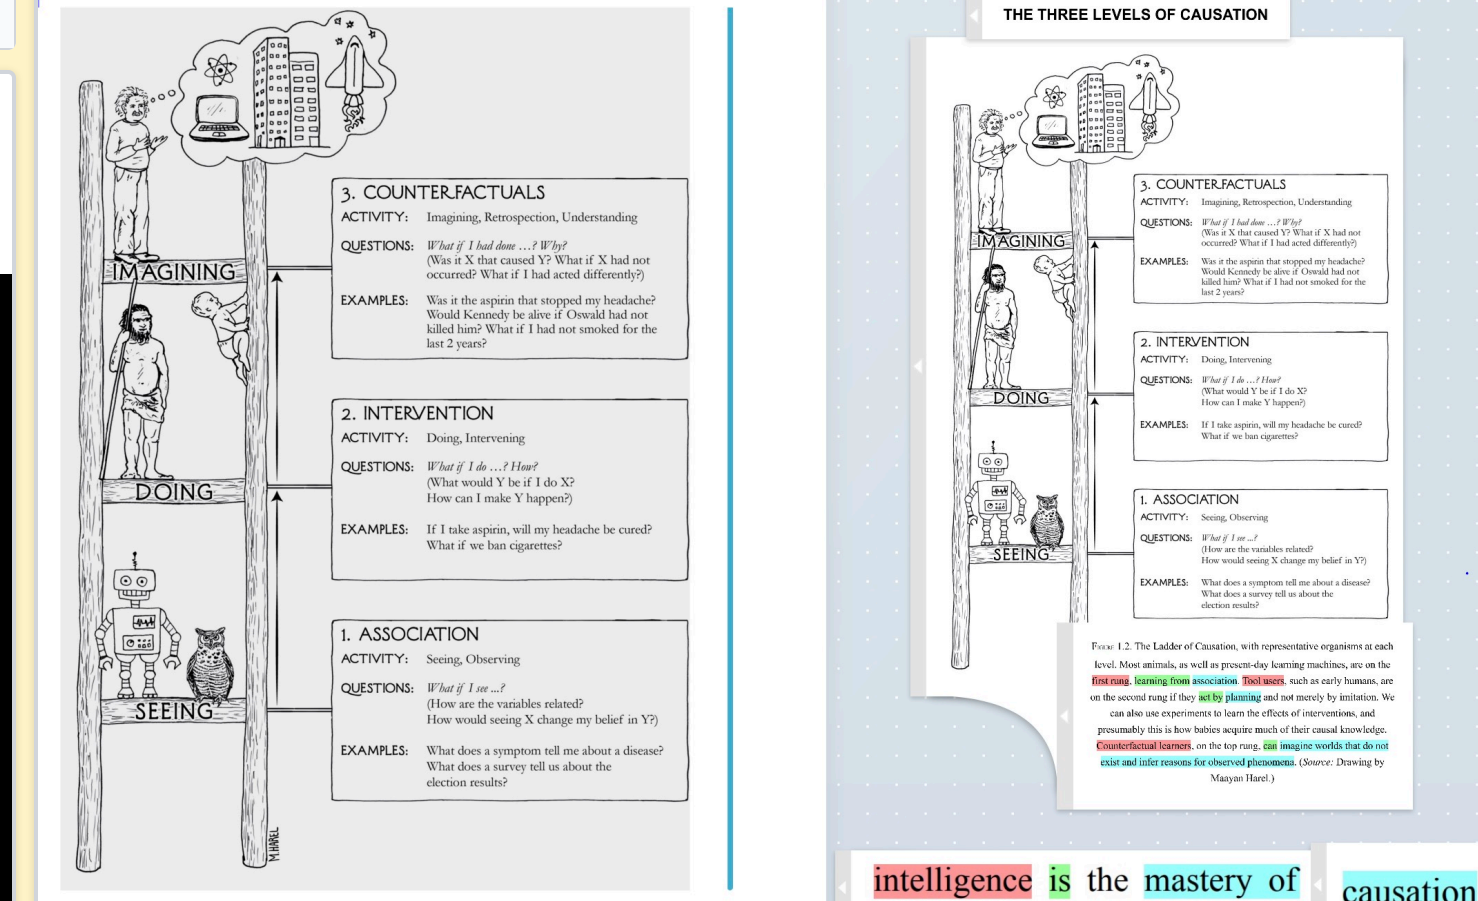 IMAGINING
DOING
SEEING
3. COUNTERFACTUALS
ACTIVITY: Imagining, Retrospection, Understanding
QUESTIONS: What if I had done …? Why?
(Was it X that caused Y? What if X had not
occurred? What if I had acted differently?)
EXAMPLES: Was it the aspirin that stopped my headache?
Would Kennedy be alive if Oswald had not
killed him? What if I had not smoked for the
last 2 years?
2. INTERVENTION
ACTIVITY: Doing, Intervening
QUESTIONS: What if I do …? How?
(What would Y be if I do X?
How can I make Y happen?)
EXAMPLES: If I take aspirin, will my headache be cured?
What if we ban cigarettes?
1. ASSOCIATION
ACTIVITY: Seeing, Observing
QUESTIONS: What if I see ...?
(How are the variables related?
How would seeing X change my belief in Y?)
EXAMPLES: What does a symptom tell me about a disease?
What does a survey tell us about the
election results?
M.HAREL
THE THREE LEVELS OF CAUSATION
IMAGINING
DOING
SEEING
3. COUNTERFACTUALS
ACTIVITY: Imagining, Retrospection, Understanding
QUESTIONS: What if I had done …? Why?
(Was it X that caused Y? What if X had not
occurred? What if I had acted differently?)
EXAMPLES: Was it the aspirin that stopped my headache?
Would Kennedy be alive if Oswald had not
killed him? What if I had not smoked for the
last 2 years?
2. INTERVENTION
ACTIVITY: Doing, Intervening
QUESTIONS: What if I do …? How?
(What would Y be if I do X?
How can I make Y happen?)
EXAMPLES: If I take aspirin, will my headache be cured?
What if we ban cigarettes?
1. ASSOCIATION
ACTIVITY: Seeing, Observing
QUESTIONS: What if I see ...?
(How are the variables related?
How would seeing X change my belief in Y?)
EXAMPLES: What does a symptom tell me about a disease?
What does a survey tell us about the
election results?
FIGURE 1.2. The Ladder of Causation, with representative organisms at each
level. Most animals, as well as present-day learning machines, are on the
first rung, learning from association. Tool users, such as early humans, are
on the second rung if they act by planning and not merely by imitation. We
can also use experiments to learn the effects of interventions, and
presumably this is how babies acquire much of their causal knowledge.
Counterfactual learners, on the top rung, can imagine worlds that do not
exist and infer reasons for observed phenomena. (Source: Drawing by
Maayan Harel.)
intelligence is the mastery of
causation